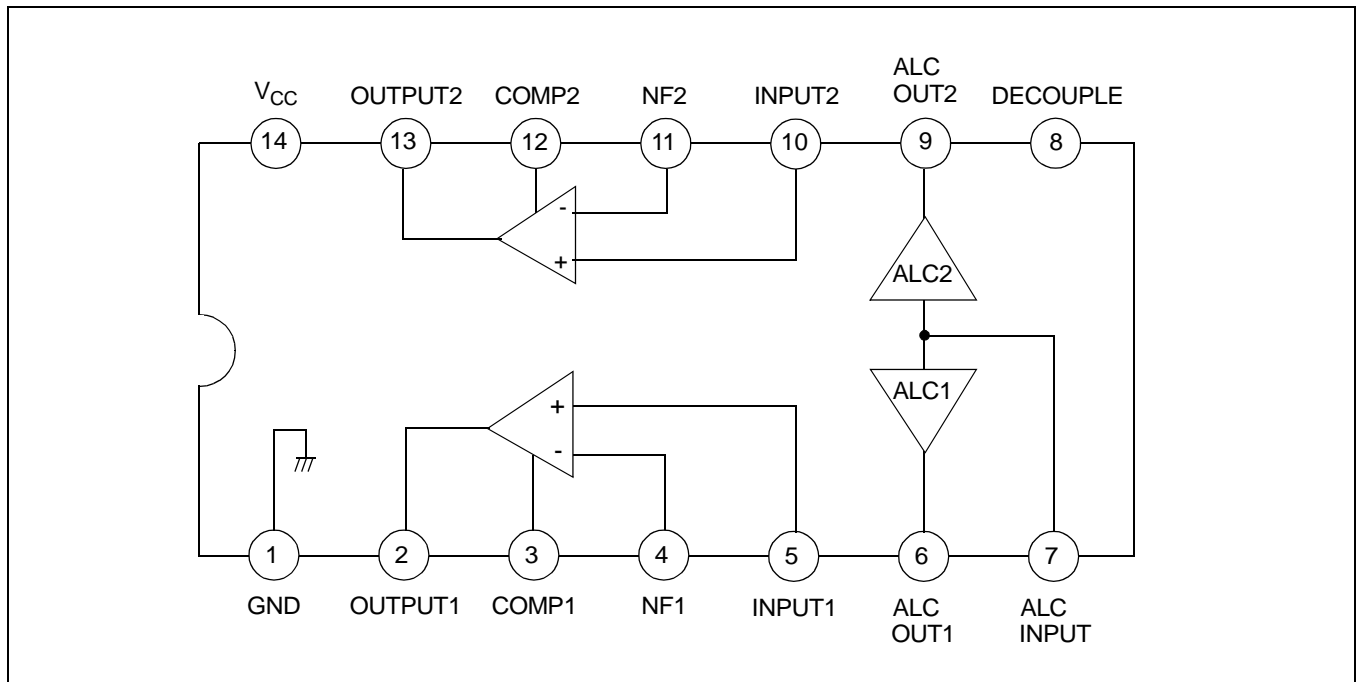 VCC OUTPUT2 COMP2 NF2 INPUT2 ALC OUT2 DECOUPLE
14 13 12 11 10 9 8
-
+
ALC2
ALC1
+
-
1 2 3 4 5 6 7
GND OUTPUT1 COMP1 NF1 INPUT1 ALC OUT1 ALC INPUT